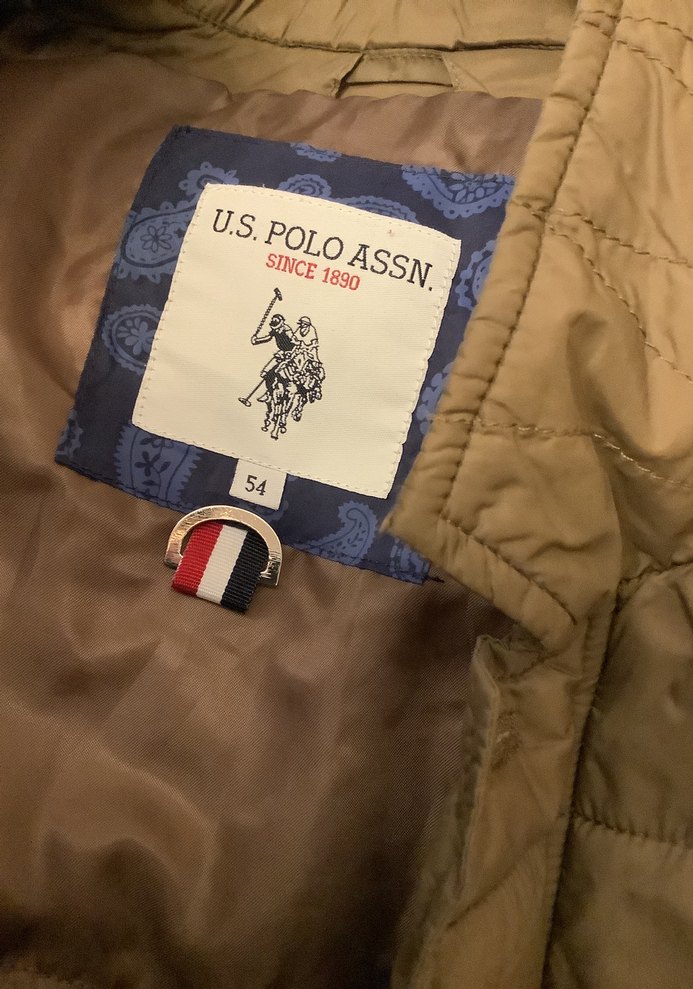 U.S. POLO ASSN.
SINCE 1890
54